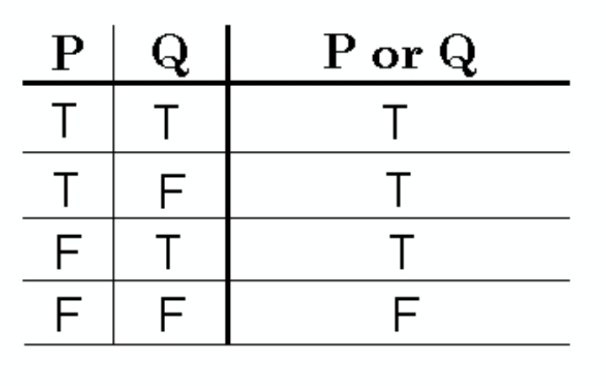 P Q P or Q
T T T
T F T
F T T
F F F